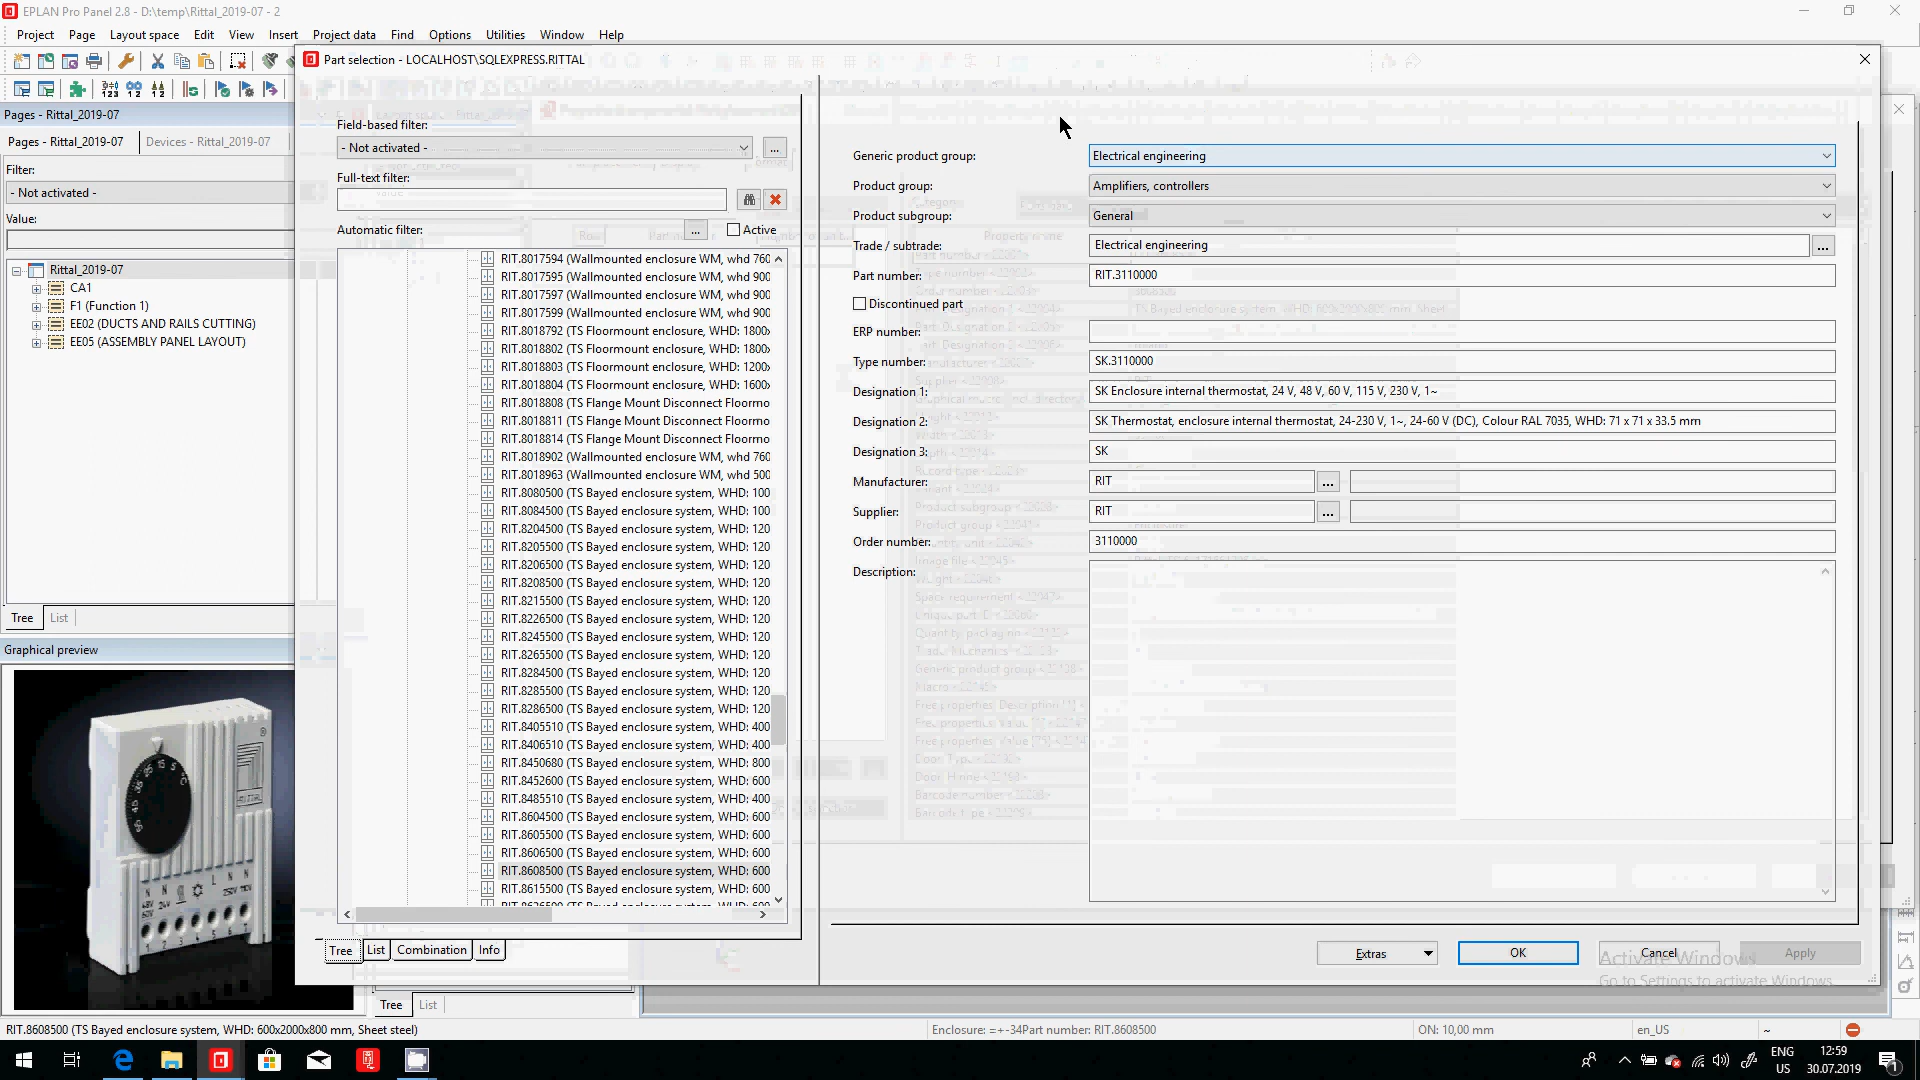 EPLAN Pro Panel 2.8 - D:\temp\Rittal_2019-07 - 2
Project Page Layout space Edit View Insert Project data Find Options Utilities Window Help
Part selection - LOCALHOST\SQLEXPRESS.RITTAL
Pages - Rittal_2019-07
Pages - Rittal_2019-07 Devices - Rittal_2019-07
Filter:
- Not activated -
Value:
Rittal_2019-07
CA1
F1 (Function 1)
EE02 (DUCTS AND RAILS CUTTING)
EE05 (ASSEMBLY PANEL LAYOUT)
Tree List
Graphical preview
Field-based filter:
- Not activated -
...
Full-text filter:
Automatic filter:
...
Active
RIT.8017594 (Wallmounted enclosure WM, whd 760
RIT.8017595 (Wallmounted enclosure WM, whd 900
RIT.8017597 (Wallmounted enclosure WM, whd 900
RIT.8017599 (Wallmounted enclosure WM, whd 900
RIT.8018792 (TS Floormount enclosure, WHD: 1800x
RIT.8018802 (TS Floormount enclosure, WHD: 1800x
RIT.8018803 (TS Floormount enclosure, WHD: 1200x
RIT.8018804 (TS Floormount enclosure, WHD: 1600x
RIT.8018808 (TS Flange Mount Disconnect Floormo
RIT.8018811 (TS Flange Mount Disconnect Floormo
RIT.8018814 (TS Flange Mount Disconnect Floormo
RIT.8018902 (Wallmounted enclosure WM, whd 760
RIT.8018963 (Wallmounted enclosure WM, whd 500
RIT.8080500 (TS Bayed enclosure system, WHD: 100
RIT.8084500 (TS Bayed enclosure system, WHD: 100
RIT.8204500 (TS Bayed enclosure system, WHD: 120
RIT.8205500 (TS Bayed enclosure system, WHD: 120
RIT.8206500 (TS Bayed enclosure system, WHD: 120
RIT.8208500 (TS Bayed enclosure system, WHD: 120
RIT.8215500 (TS Bayed enclosure system, WHD: 120
RIT.8226500 (TS Bayed enclosure system, WHD: 120
RIT.8245500 (TS Bayed enclosure system, WHD: 120
RIT.8265500 (TS Bayed enclosure system, WHD: 120
RIT.8284500 (TS Bayed enclosure system, WHD: 120
RIT.8285500 (TS Bayed enclosure system, WHD: 120
RIT.8286500 (TS Bayed enclosure system, WHD: 120
RIT.8405510 (TS Bayed enclosure system, WHD: 400
RIT.8406510 (TS Bayed enclosure system, WHD: 400
RIT.8450680 (TS Bayed enclosure system, WHD: 800
RIT.8452600 (TS Bayed enclosure system, WHD: 600
RIT.8485510 (TS Bayed enclosure system, WHD: 400
RIT.8604500 (TS Bayed enclosure system, WHD: 600
RIT.8605500 (TS Bayed enclosure system, WHD: 600
RIT.8606500 (TS Bayed enclosure system, WHD: 600
RIT.8608500 (TS Bayed enclosure system, WHD: 600
RIT.8615500 (TS Bayed enclosure system, WHD: 600
Tree List Combination Info
Tree List
Generic product group: Electrical engineering
Product group: Amplifiers, controllers
Product subgroup: General
Trade / subtrade: Electrical engineering ...
Part number: RIT.3110000
Discontinued part
ERP number:
Type number: SK.3110000
Designation 1: SK Enclosure internal thermostat, 24 V, 48 V, 60 V, 115 V, 230 V, 1~
Designation 2: SK Thermostat, enclosure internal thermostat, 24-230 V, 1~, 24-60 V (DC), Colour RAL 7035, WHD: 71 x 71 x 33.5 mm
Designation 3: SK
Manufacturer: RIT ...
Supplier: RIT ...
Order number: 3110000
Description:
Extras OK Cancel Apply
Activate Windows
Go to Settings to activate Windows.
RIT.8608500 (TS Bayed enclosure system, WHD: 600x2000x800 mm, Sheet steel) Enclosure: =+-34Part number: RIT.8608500 ON: 10,00 mm en_US ~
ENG
US
12:59
30.07.2019
1